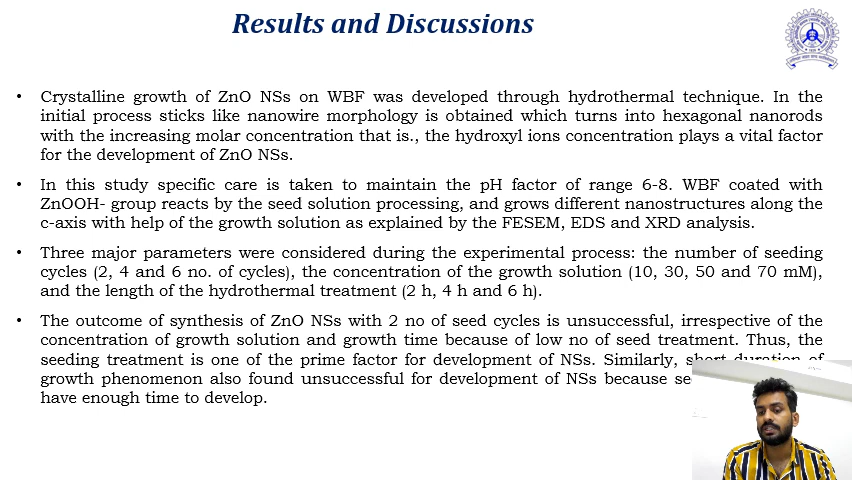 Results and Discussions
• Crystalline growth of ZnO NSs on WBF was developed through hydrothermal technique. In the
initial process sticks like nanowire morphology is obtained which turns into hexagonal nanorods
with the increasing molar concentration that is., the hydroxyl ions concentration plays a vital factor
for the development of ZnO NSs.
• In this study specific care is taken to maintain the pH factor of range 6-8. WBF coated with
ZnOOH- group reacts by the seed solution processing, and grows different nanostructures along the
c-axis with help of the growth solution as explained by the FESEM, EDS and XRD analysis.
• Three major parameters were considered during the experimental process: the number of seeding
cycles (2, 4 and 6 no. of cycles), the concentration of the growth solution (10, 30, 50 and 70 mM),
and the length of the hydrothermal treatment (2 h, 4 h and 6 h).
• The outcome of synthesis of ZnO NSs with 2 no of seed cycles is unsuccessful, irrespective of the
concentration of growth solution and growth time because of low no of seed treatment. Thus, the
seeding treatment is one of the prime factor for development of NSs. Similarly, short duration of
growth phenomenon also found unsuccessful for development of NSs because
have enough time to develop.